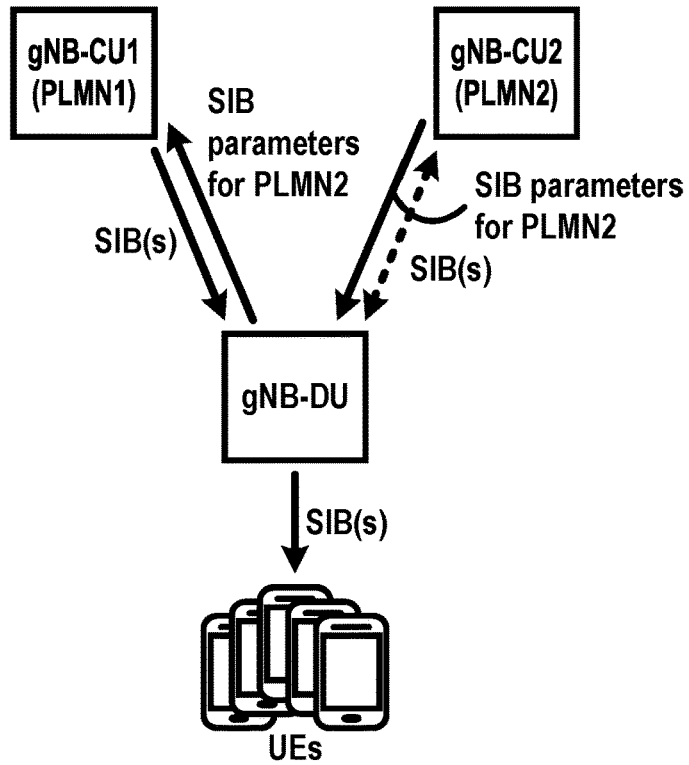 gNB-CU1
(PLMN1)
gNB-CU2
(PLMN2)
SIB
parameters
for PLMN2
SIB parameters
for PLMN2
SIB(s)
SIB(s)
gNB-DU
SIB(s)
UEs